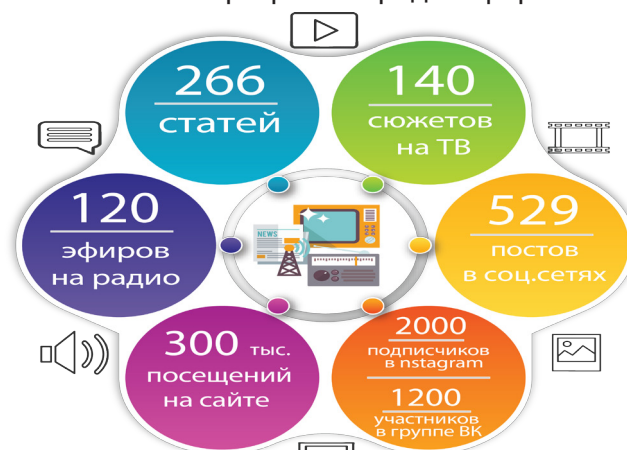 266
статей
140
сюжетов
на ТВ
120
эфиров
на радио
NEWS
529
постов
в соц.сетях
300 тыс.
посещений
на сайте
2000
подписчиков
в nstagram
1200
участников
в группе ВК